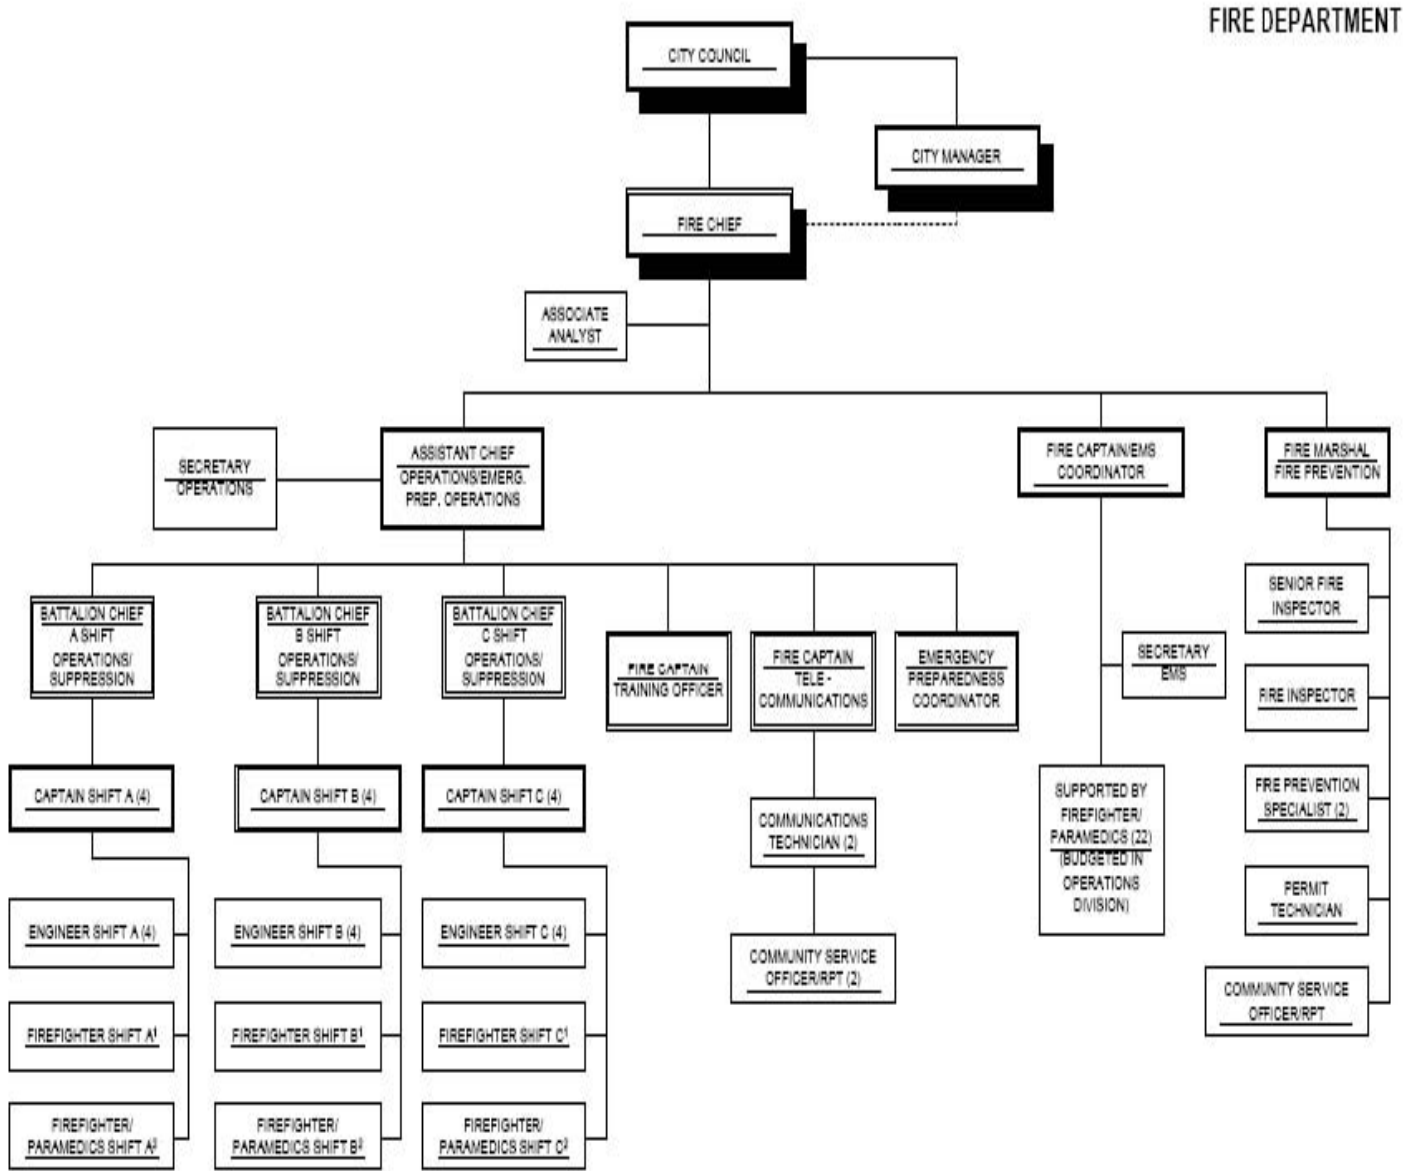 FIRE DEPARTMENT
CITY COUNCIL
CITY MANAGER
FIRE CHIEF
ASSOCIATE
ANALYST
SECRETARY
OPERATIONS
ASSISTANT CHIEF
OPERATIONS/EMERG.
PREP. OPERATIONS
FIRE CAPTAIN/EMS
COORDINATOR
FIRE MARSHAL
FIRE PREVENTION
BATTALION CHIEF
A SHIFT
OPERATIONS/
SUPPRESSION
BATTALION CHIEF
B SHIFT
OPERATIONS/
SUPPRESSION
BATTALION CHIEF
C SHIFT
OPERATIONS/
SUPPRESSION
FIRE CAPTAIN
TRAINING OFFICER
FIRE CAPTAIN
TELE -
COMMUNICATIONS
EMERGENCY
PREPAREDNESS
COORDINATOR
SECRETARY
EMS
SENIOR FIRE
INSPECTOR
FIRE INSPECTOR
FIRE PREVENTION
SPECIALIST (2)
PERMIT
TECHNICIAN
COMMUNITY SERVICE
OFFICER/RPT
CAPTAIN SHIFT A (4)
CAPTAIN SHIFT B (4)
CAPTAIN SHIFT C (4)
COMMUNICATIONS
TECHNICIAN (2)
SUPPORTED BY
FIREFIGHTER/
PARAMEDICS (22)
(BUDGETED IN
OPERATIONS
DIVISION)
ENGINEER SHIFT A (4)
ENGINEER SHIFT B (4)
ENGINEER SHIFT C (4)
COMMUNITY SERVICE
OFFICER/RPT (2)
FIREFIGHTER SHIFT A¹
FIREFIGHTER SHIFT B¹
FIREFIGHTER SHIFT C¹
FIREFIGHTER/
PARAMEDICS SHIFT A²
FIREFIGHTER/
PARAMEDICS SHIFT B²
FIREFIGHTER/
PARAMEDICS SHIFT C²